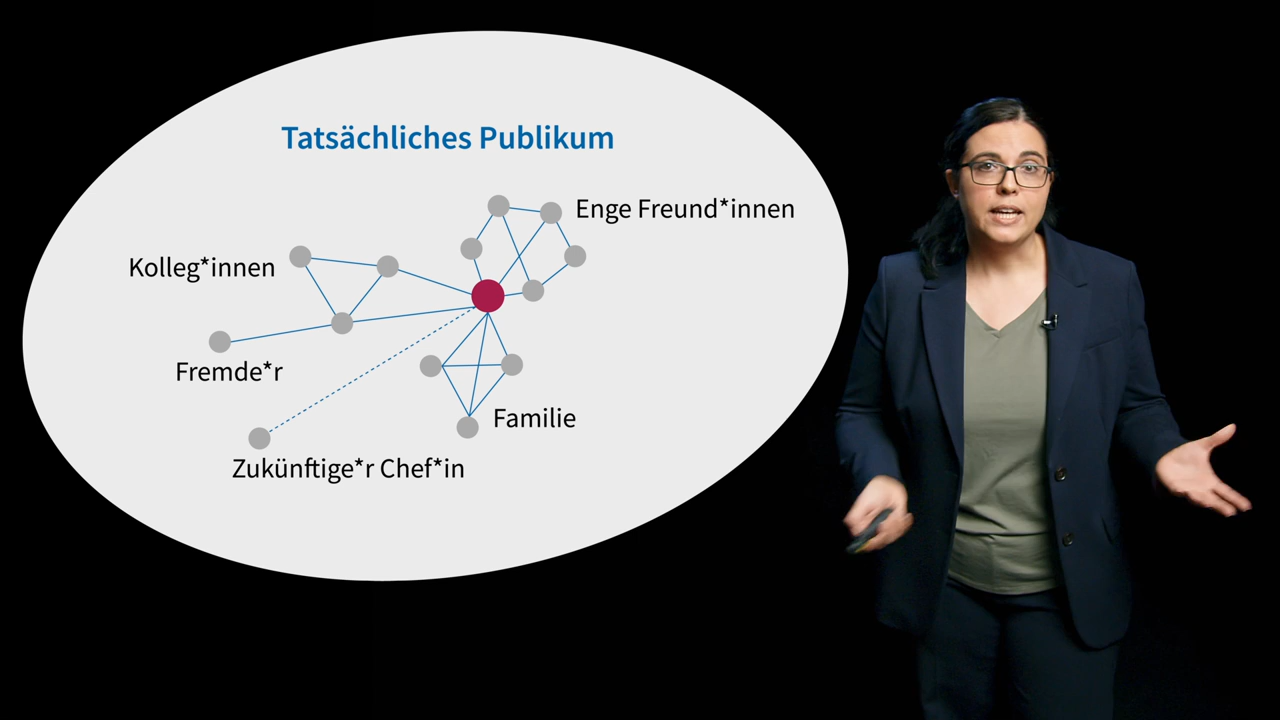 Tatsächliches Publikum
Enge Freund*innen
Kolleg*innen
Fremde*r
Familie
Zukünftige*r Chef*in